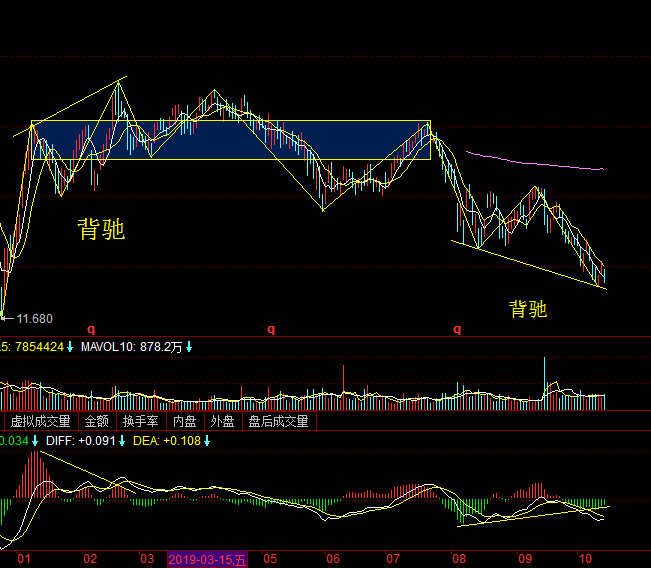 背驰
背驰
11.680
q q q
.5: 7854424 MAVOL10: 878.2万
虚拟成交量 金额 换手率 内盘 外盘 盘后成交量
0.034 DIFF: +0.091 DEA: +0.108
01 02 03 2019-03-15,五 05 06 07 08 09 10